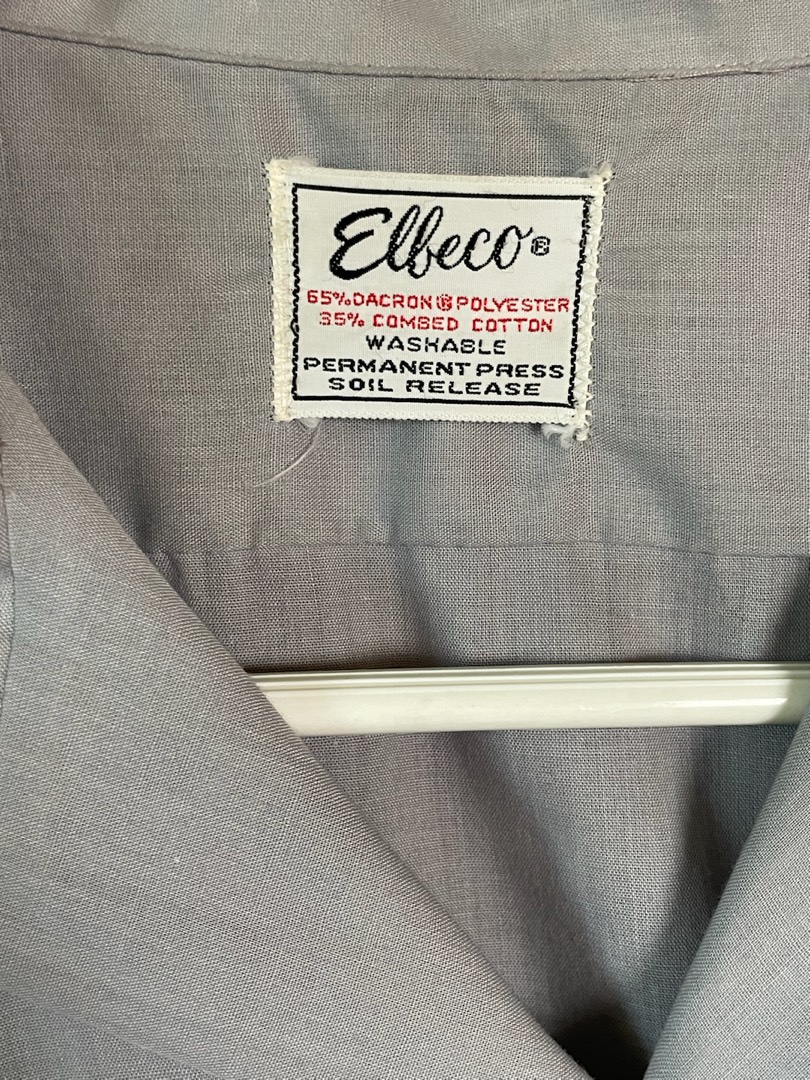 Elbeco®
65% DACRON® POLYESTER
35% COMBED COTTON
WASHABLE
PERMANENT PRESS
SOIL RELEASE